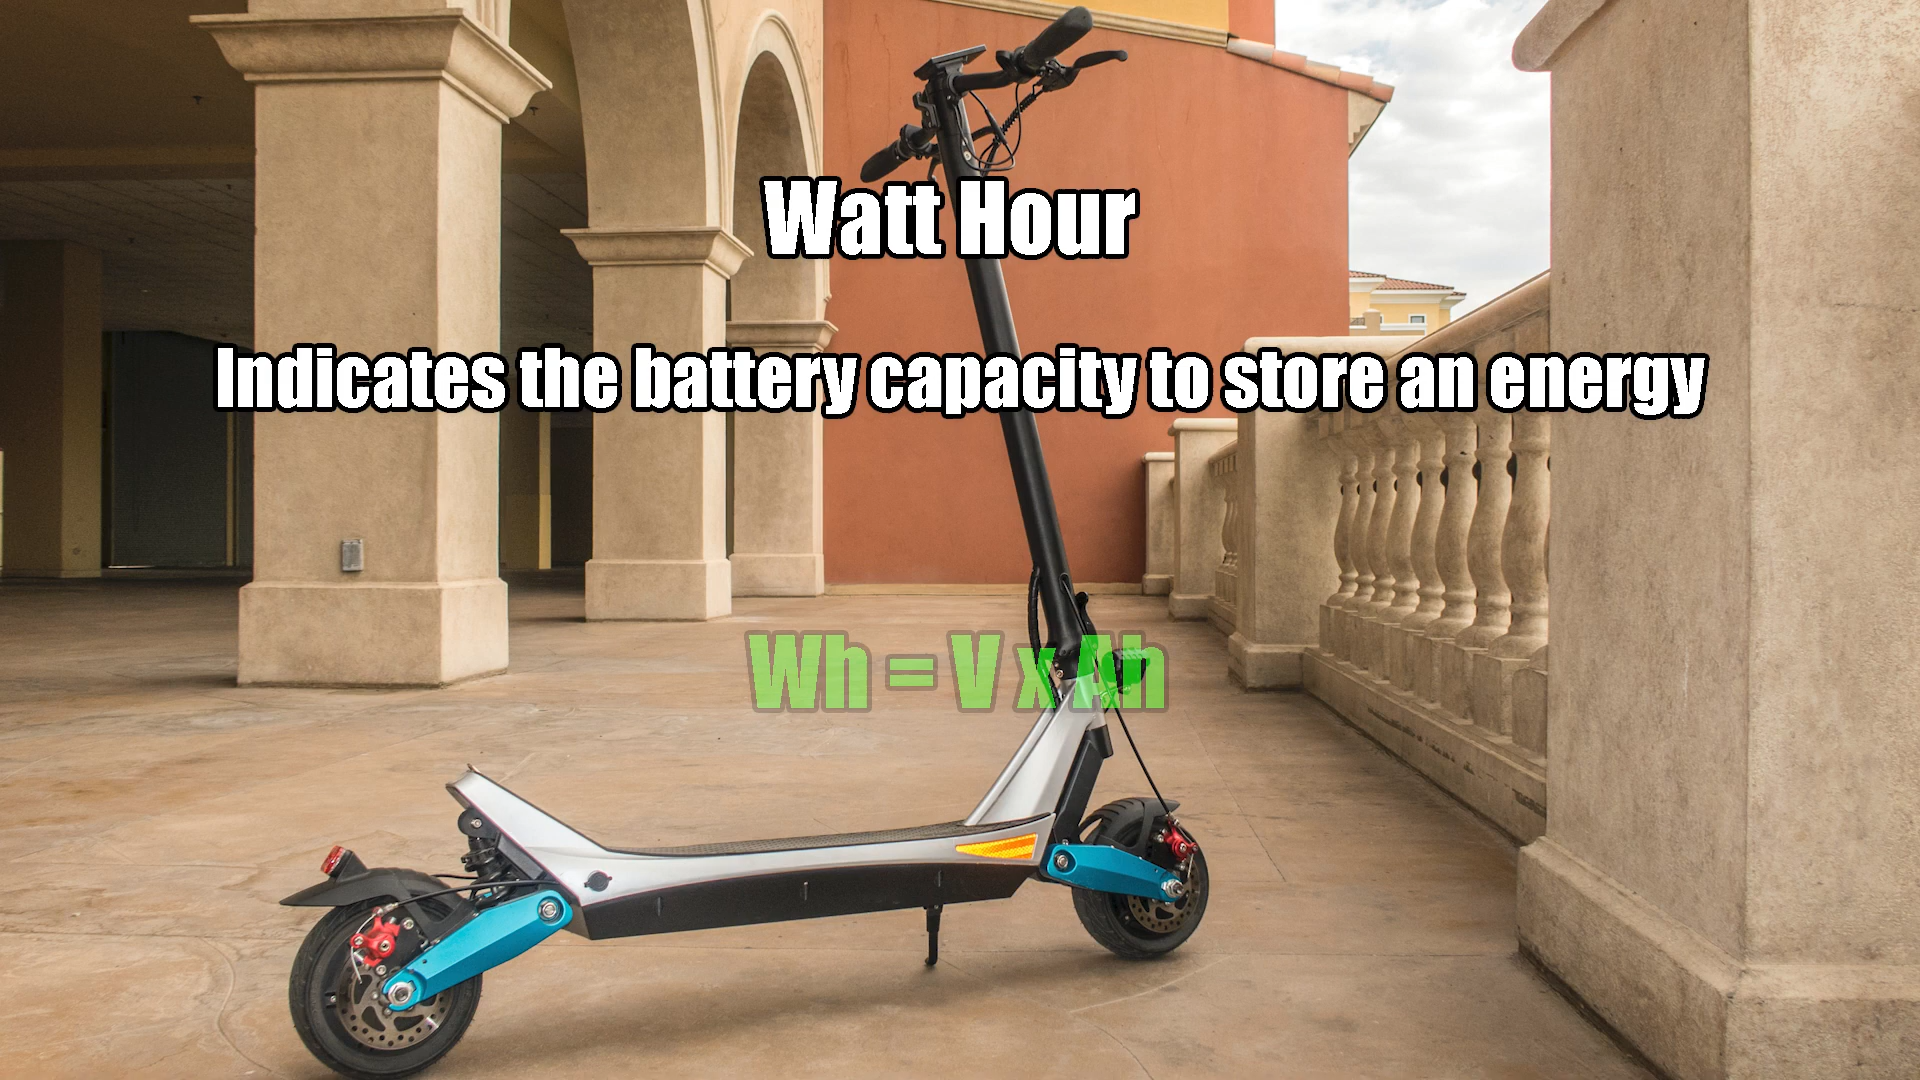 Watt Hour
Indicates the battery capacity to store an energy
Wh = V x Ah